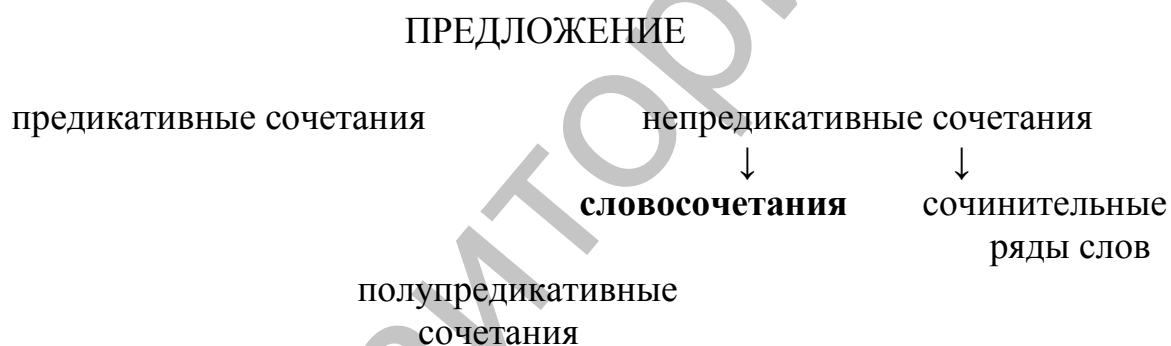 ПРЕДЛОЖЕНИЕ
предикативные сочетания непредикативные сочетания
↓ ↓
словосочетания сочинительные
ряды слов
полупредикативные
сочетания